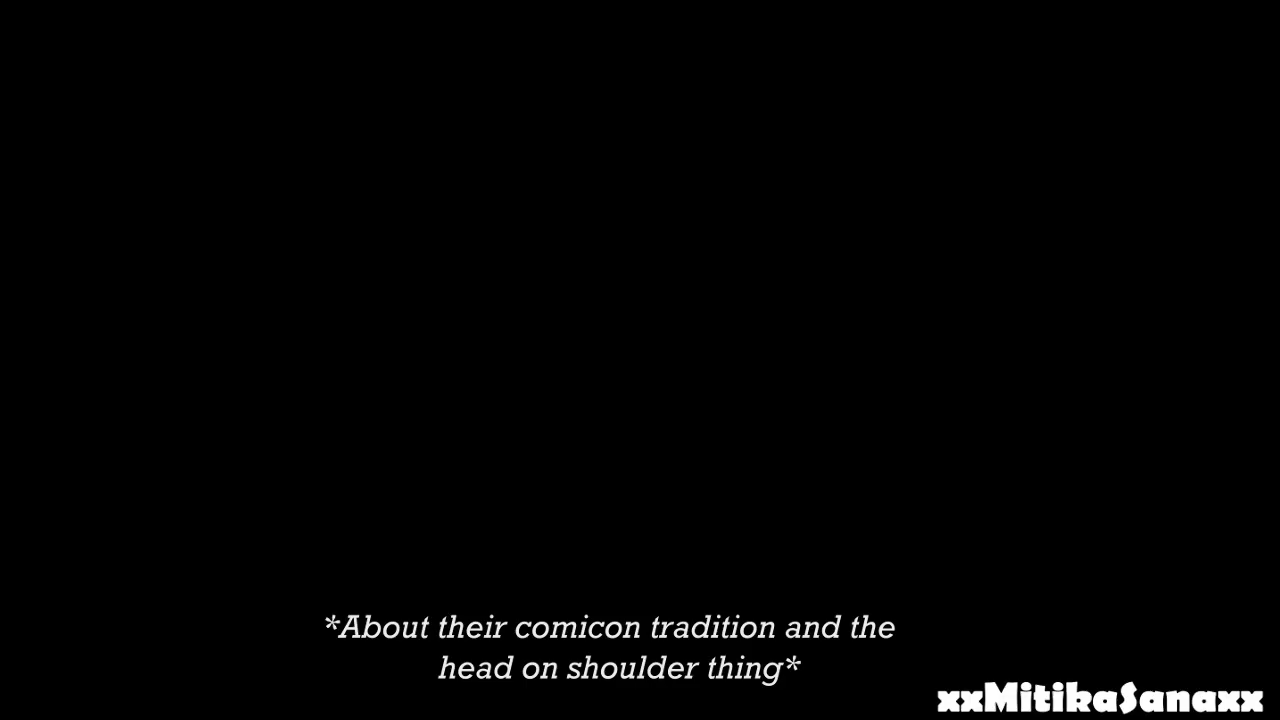 *About their comicon tradition and the
head on shoulder thing*
xxMitikaSanaxx